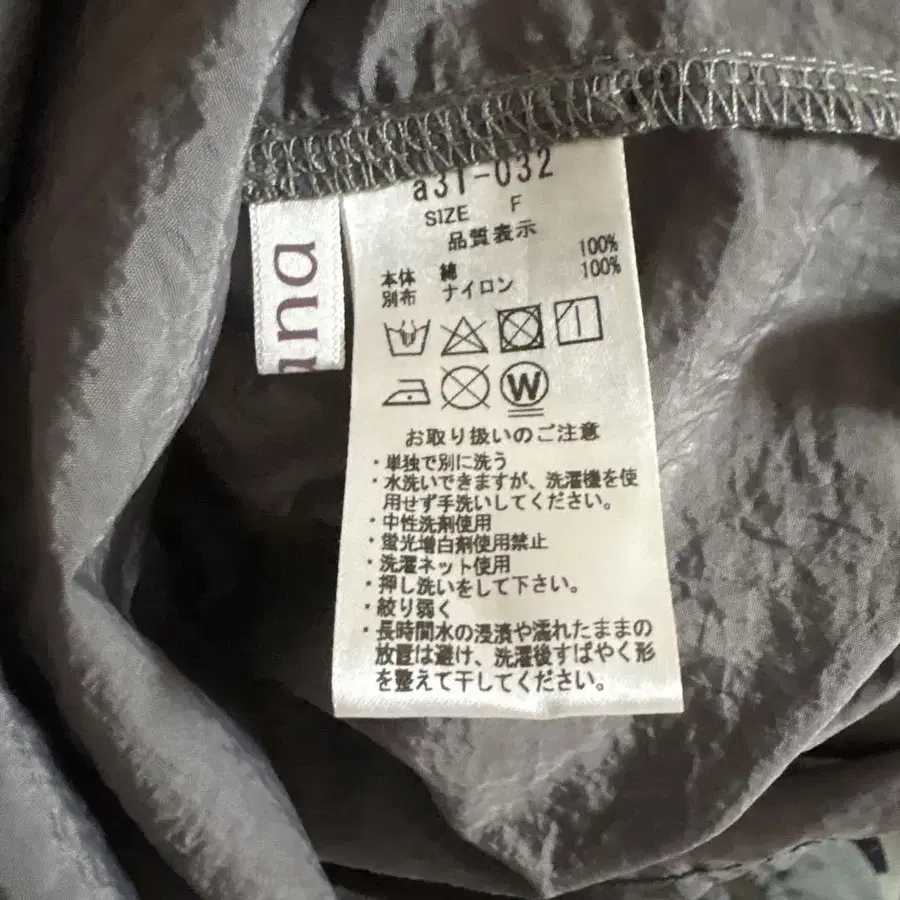 a31-032
SIZE F
品質表示
本体 綿 100%
別布 ナイロン 100%
W
お取り扱いのご注意
・単独で別に洗う
・水洗いできますが、洗濯機を使
用せず手洗いしてください。
・中性洗剤使用
・蛍光増白剤使用禁止
・洗濯ネット使用
・押し洗いをして下さい。
・絞り弱く
・長時間水の浸漬や濡れたままの
放置は避け、洗濯後すばやく形
を整えて干してください。
una